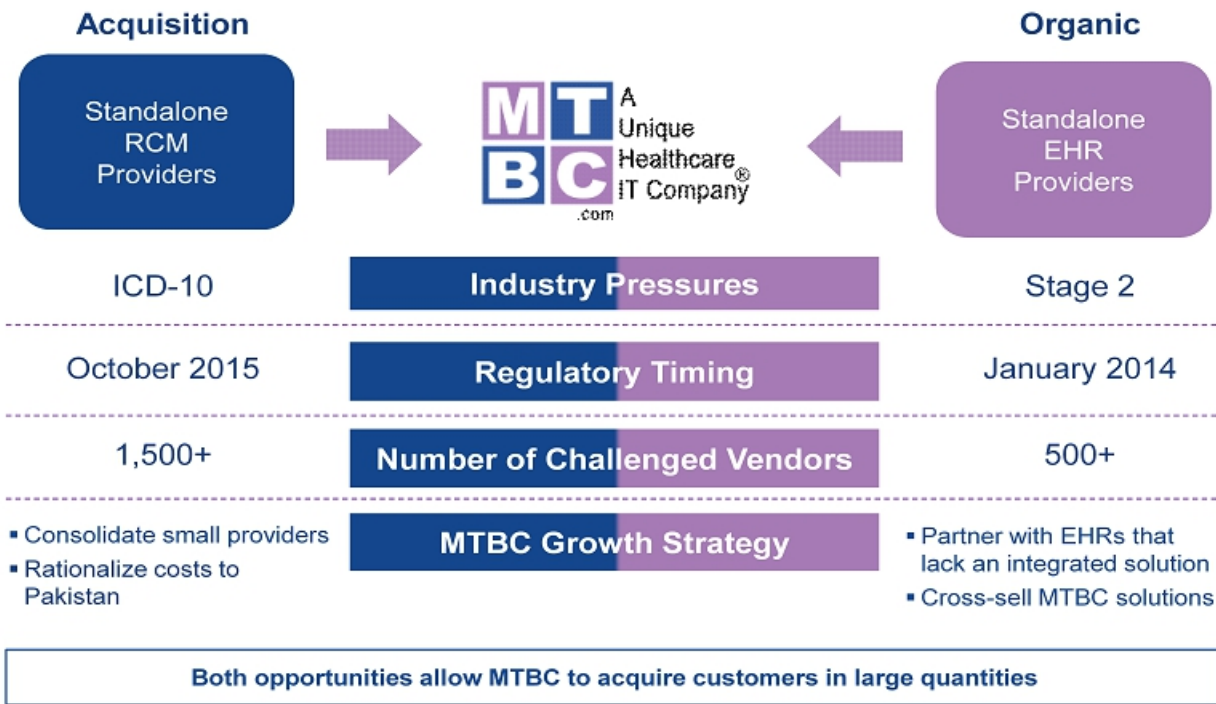 Acquisition
Organic
Standalone
RCM
Providers
MT
BC
.com
A
Unique
Healthcare
IT Company®
Standalone
EHR
Providers
ICD-10
Industry Pressures
Stage 2
October 2015
Regulatory Timing
January 2014
1,500+
Number of Challenged Vendors
500+
▪ Consolidate small providers
▪ Rationalize costs to
Pakistan
MTBC Growth Strategy
▪ Partner with EHRs that
lack an integrated solution
▪ Cross-sell MTBC solutions
Both opportunities allow MTBC to acquire customers in large quantities